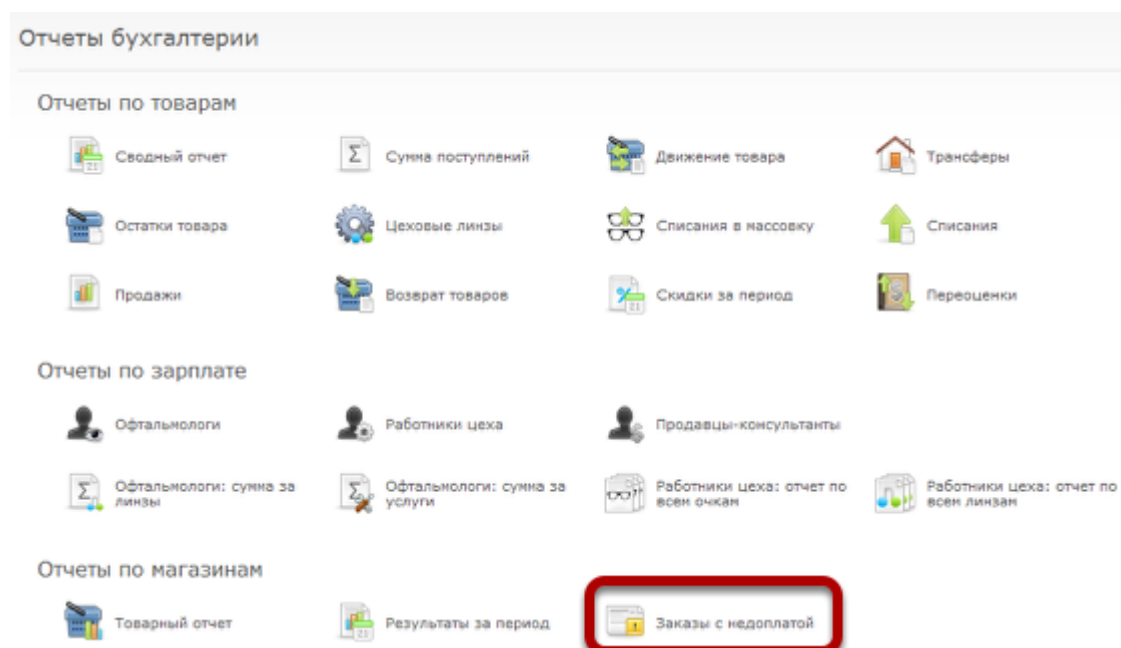 Отчеты бухгалтерии
Отчеты по товарам
Сводный отчет
Сумма поступлений
Движение товара
Трансферы
Остатки товара
Цеховые линзы
Списания в массовку
Списания
Продажи
Возврат товаров
Скидки за период
Переоценки
Отчеты по зарплате
Офтальмологи
Работники цеха
Продавцы-консультанты
Офтальмологи: сумма за
линзы
Офтальмологи: сумма за
услуги
Работники цеха: отчет по
всем очкам
Работники цеха: отчет по
всем линзам
Отчеты по магазинам
Товарный отчет
Результаты за период
Заказы с недоплатой